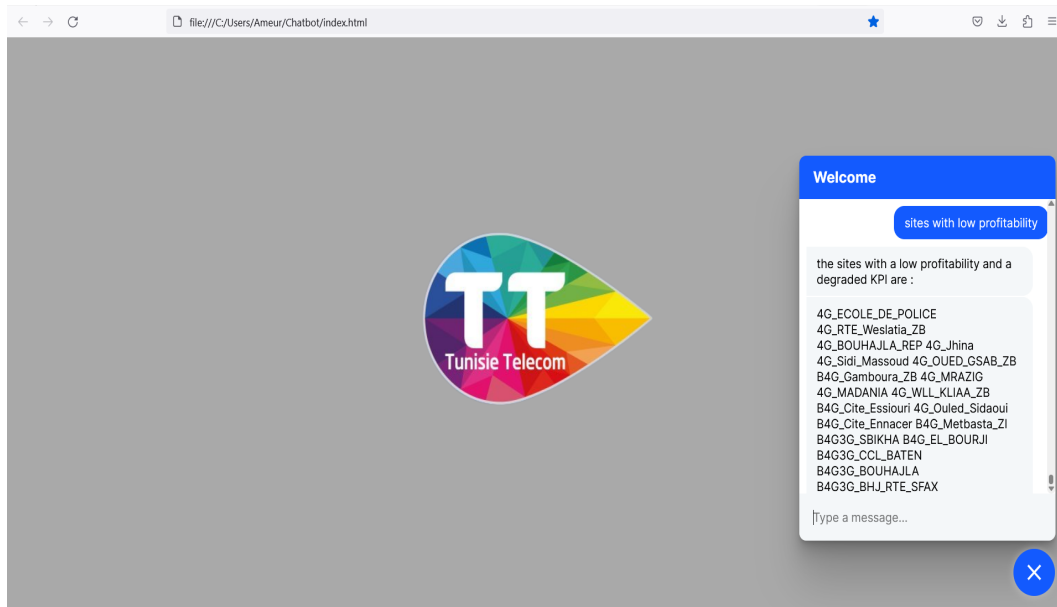 file:///C:/Users/Ameur/Chatbot/index.html
TT
Tunisie Telecom
Welcome
sites with low profitability
the sites with a low profitability and a
degraded KPI are :
4G_ECOLE_DE_POLICE
4G_RTE_Weslatia_ZB
4G_BOUHAJLA_REP 4G_Jhina
4G_Sidi_Massoud 4G_OUED_GSAB_ZB
B4G_Gamboura_ZB 4G_MRAZIG
4G_MADANIA 4G_WLL_KLIAA_ZB
B4G_Cite_Essiouri 4G_Ouled_Sidaoui
B4G_Cite_Ennacer B4G_Metbasta_ZI
B4G3G_SBIKHA B4G_EL_BOURJI
B4G3G_CCL_BATEN
B4G3G_BOUHAJLA
B4G3G_BHJ_RTE_SFAX
Type a message...